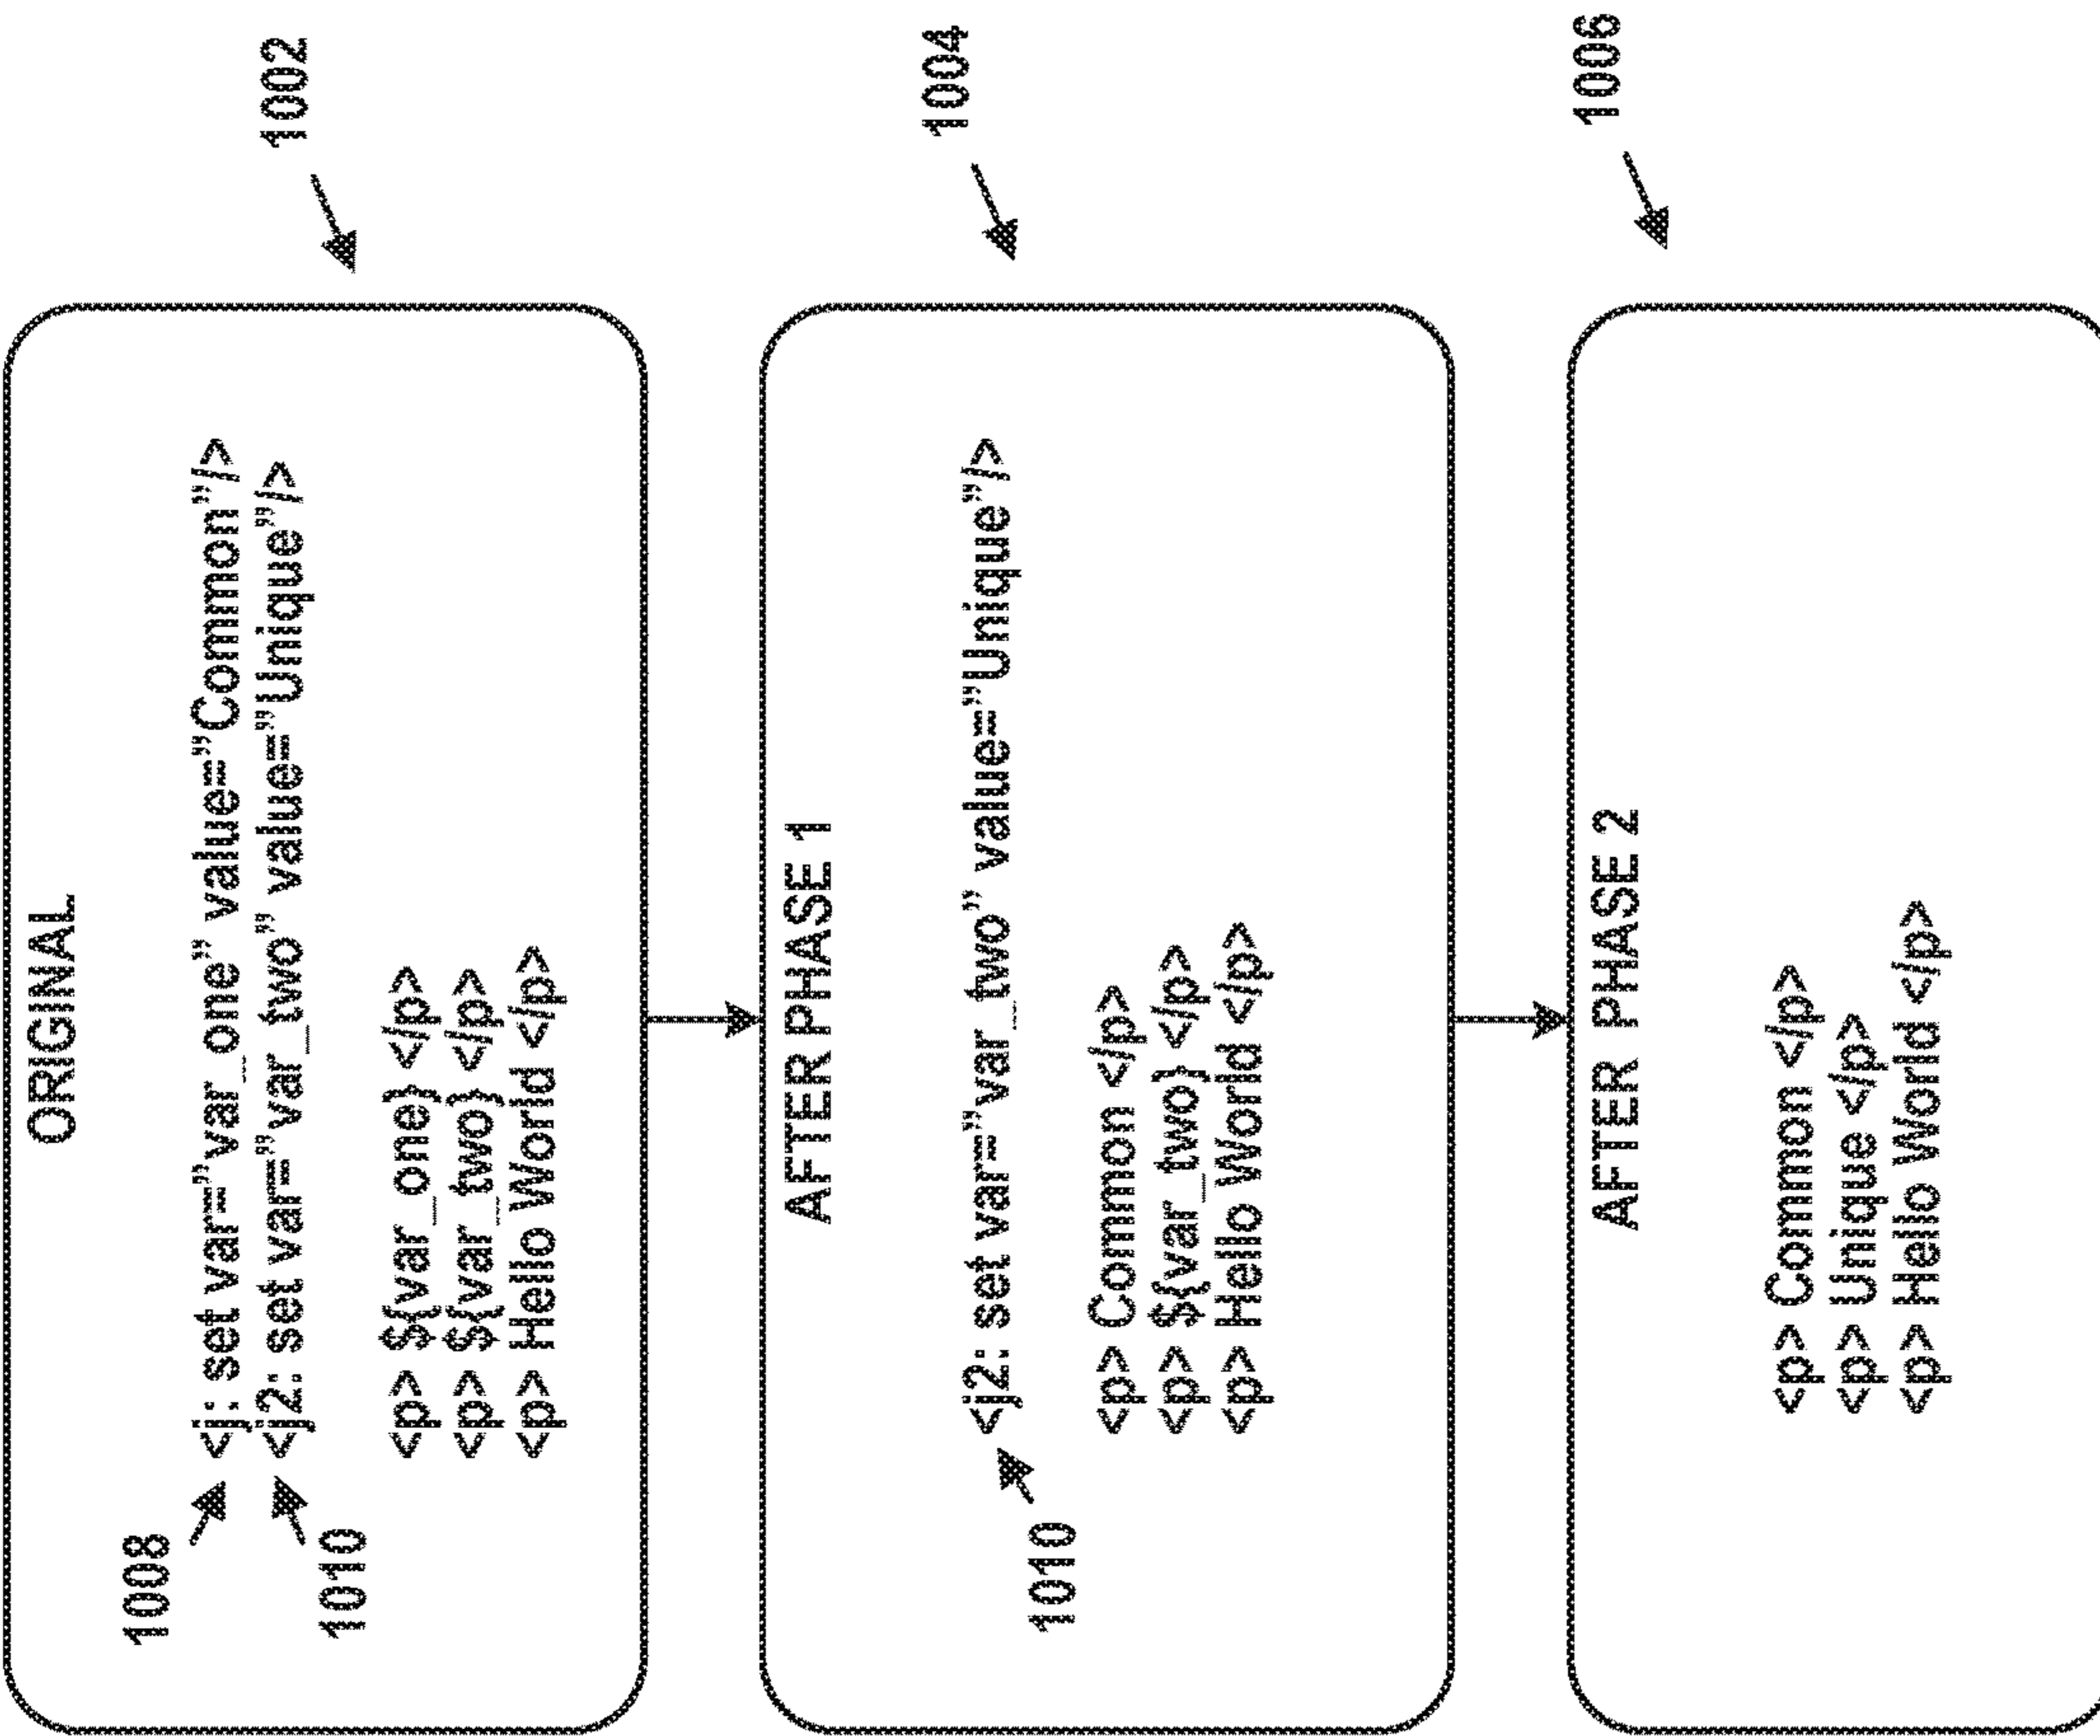 ORIGINAL
1002
1008
<j: set var=”var_one” value=”Common”/>
1010
<j2: set var=”var_two” value=”Unique”/>
<p> ${var_one} </p>
<p> ${var_two} </p>
<p> Hello World </p>
AFTER PHASE 1
1004
1010
<j2: set var=”var_two” value=”Unique”/>
<p> Common </p>
<p> ${var_two} </p>
<p> Hello World </p>
AFTER PHASE 2
1006
<p> Common </p>
<p> Unique </p>
<p> Hello World </p>